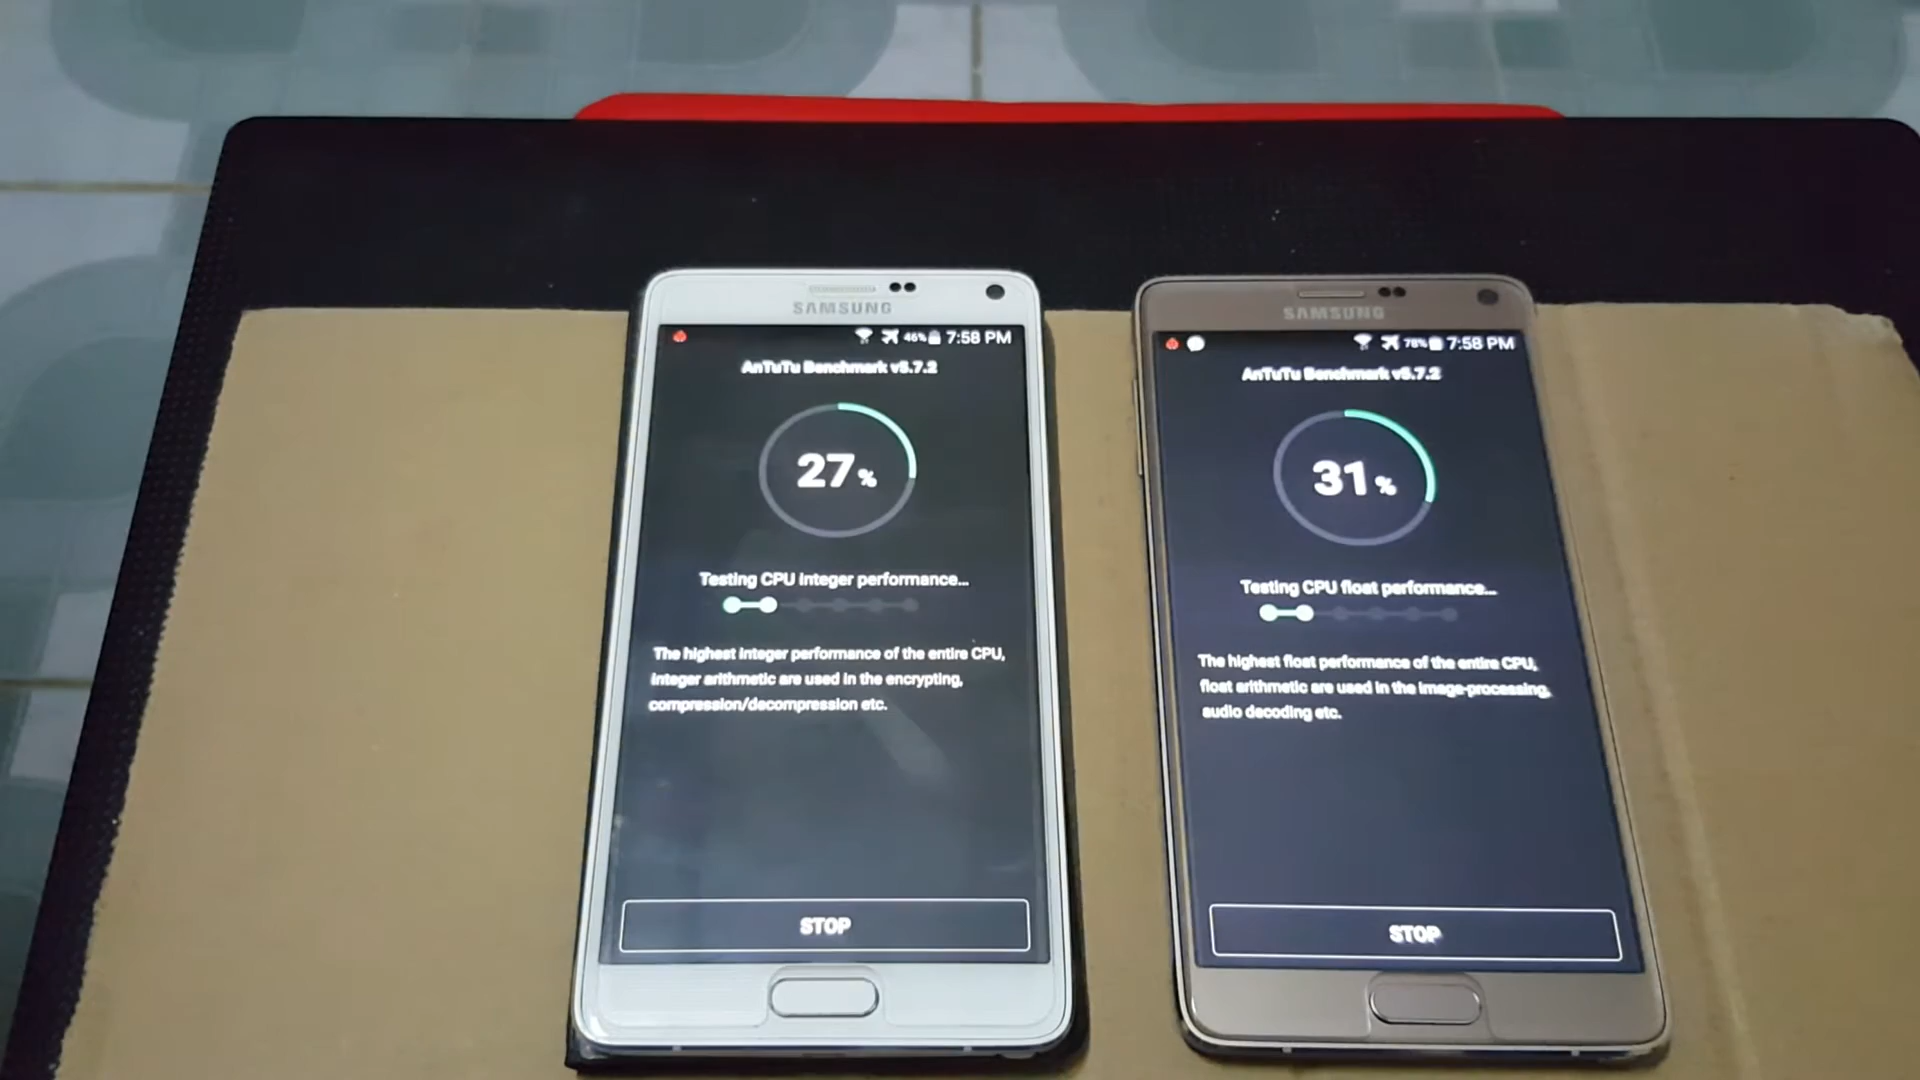 SAMSUNG
46% 7:58 PM
AnTuTu Benchmark v5.7.2
27%
Testing CPU integer performance...
The highest integer performance of the entire CPU,
integer arithmetic are used in the encrypting,
compression/decompression etc.
STOP
SAMSUNG
78% 7:58 PM
AnTuTu Benchmark v5.7.2
31%
Testing CPU float performance...
The highest float performance of the entire CPU,
float arithmetic are used in the image-processing,
audio decoding etc.
STOP